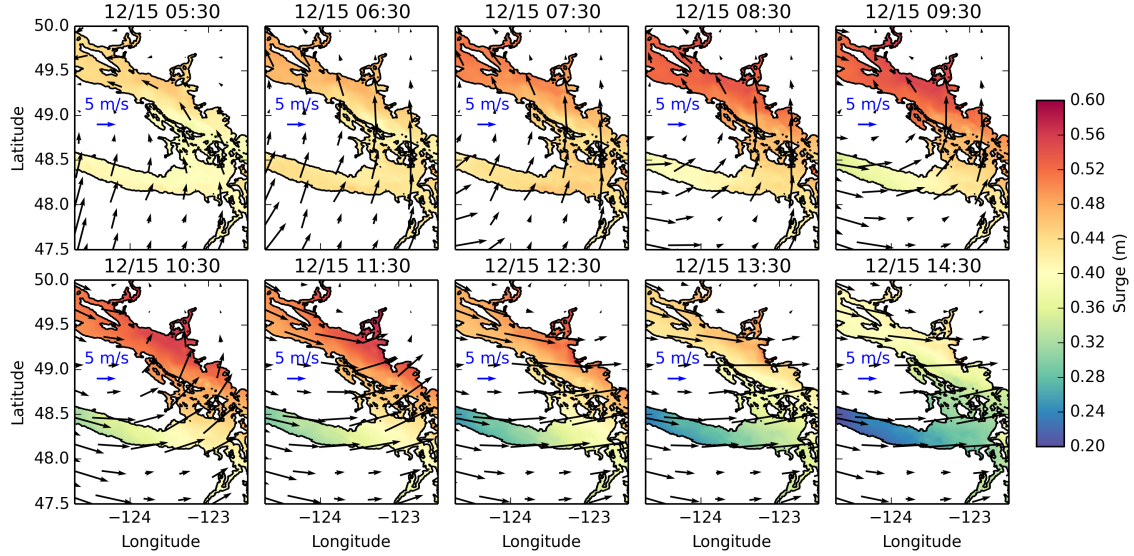 12/15 05:30 12/15 06:30 12/15 07:30 12/15 08:30 12/15 09:30
50.0
49.5
49.0
48.5
48.0
47.5
Latitude
5 m/s 5 m/s 5 m/s 5 m/s 5 m/s
12/15 10:30 12/15 11:30 12/15 12:30 12/15 13:30 12/15 14:30
50.0
49.5
49.0
48.5
48.0
47.5
Latitude
5 m/s 5 m/s 5 m/s 5 m/s 5 m/s
−124 −123 −124 −123 −124 −123 −124 −123 −124 −123
Longitude Longitude Longitude Longitude Longitude
0.60
0.56
0.52
0.48
0.44
0.40
0.36
0.32
0.28
0.24
0.20
Surge (m)